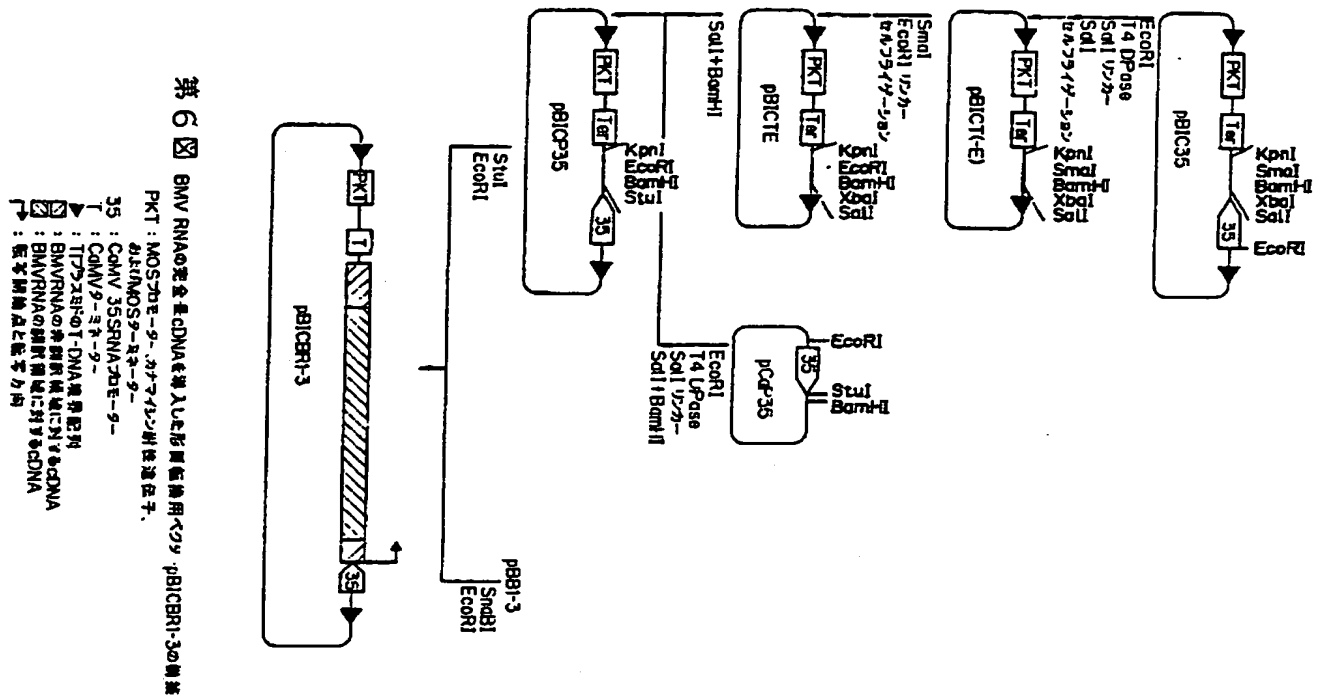 EcoRI
T4 DPase
SalI リンカー
SalI
セルフライゲーション
pBIC35
PKT
Ter
KpnI
SmaI
BamHI
XbaI
SalI
35
EcoRI
SmaI
EcoRI リンカー
セルフライゲーション
pBICT(-E)
PKT
Ter
KpnI
SmaI
BamHI
XbaI
SalI
SalI+BamHI
pBICTE
PKT
Ter
KpnI
EcoRI
BamHI
XbaI
SalI
EcoRI
T4 DPase
SalI リンカー
SalI+BamHI
pCaP35
EcoRI
35
StuI
BamHI
pBICP35
PKT
Ter
KpnI
EcoRI
BamHI
StuI
35
StuI
EcoRI
pBB1-3
SnaBI
EcoRI
pBICBR1-3
PKT
T
35
第6図 BMV RNAの完全長cDNAを導入した形質転換用ベクター pBICBR1-3の構築
PKT : NOSプロモーター、カナマイシン耐性遺伝子、
およびNOSターミネーター
35 : CaMV 35SRNAプロモーター
T : CaMVターミネーター
: TiプラスミドのT-DNA境界配列
: BMVRNAの非翻訳領域に対するcDNA
: BMVRNAの翻訳領域に対するcDNA
: 転写開始点と転写方向